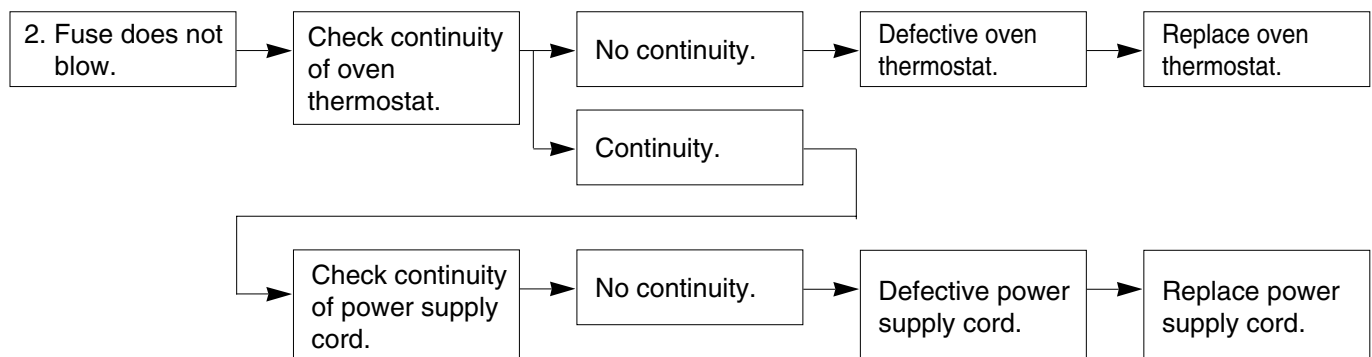 2. Fuse does not
blow.
Check continuity
of oven
thermostat.
No continuity.
Defective oven
thermostat.
Replace oven
thermostat.
Continuity.
Check continuity
of power supply
cord.
No continuity.
Defective power
supply cord.
Replace power
supply cord.